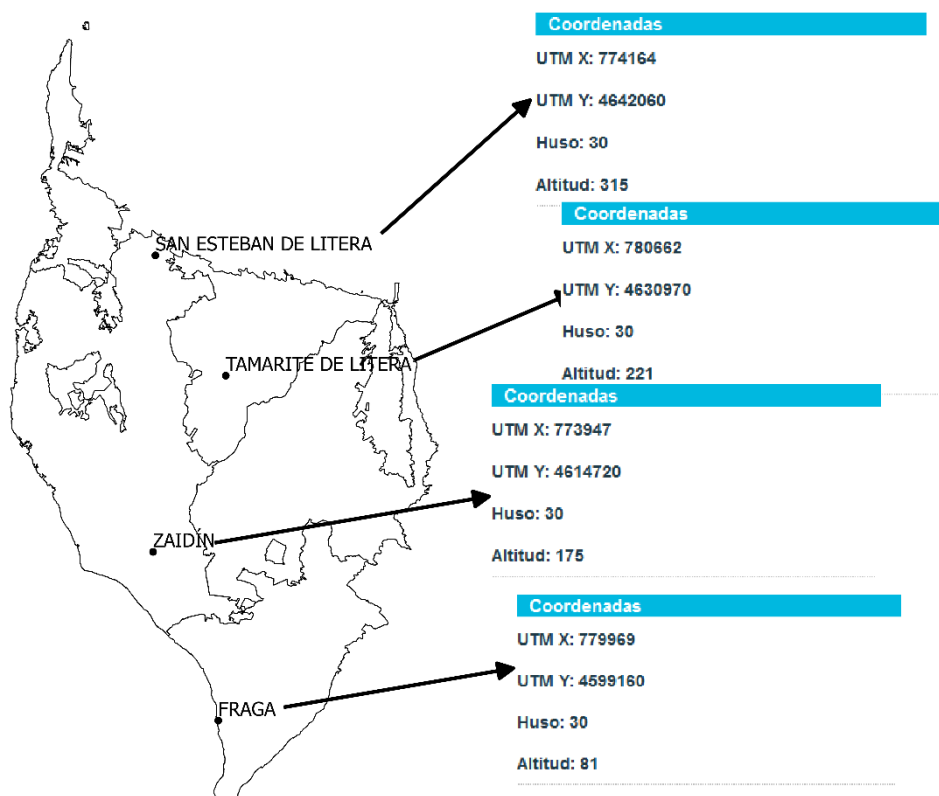 Coordenadas
UTM X: 774164
UTM Y: 4642060
Huso: 30
Altitud: 315
SAN ESTEBAN DE LITERA
Coordenadas
UTM X: 780662
UTM Y: 4630970
Huso: 30
Altitud: 221
TAMARITE DE LITERA
Coordenadas
UTM X: 773947
UTM Y: 4614720
Huso: 30
Altitud: 175
ZAIDÍN
Coordenadas
UTM X: 779969
UTM Y: 4599160
Huso: 30
Altitud: 81
FRAGA